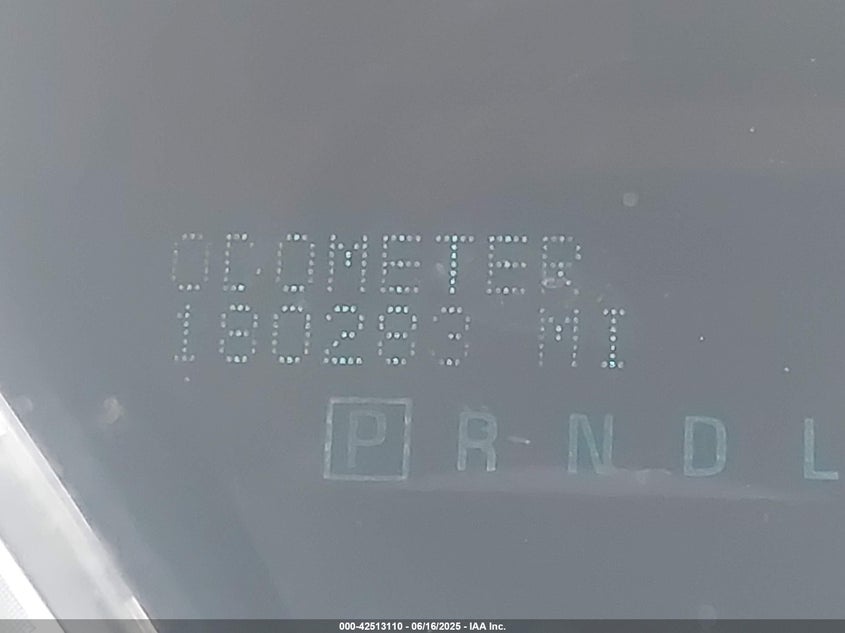 ODOMETER
180283 MI
P R N D L
000-42513110 - 06/16/2025 - IAA Inc.